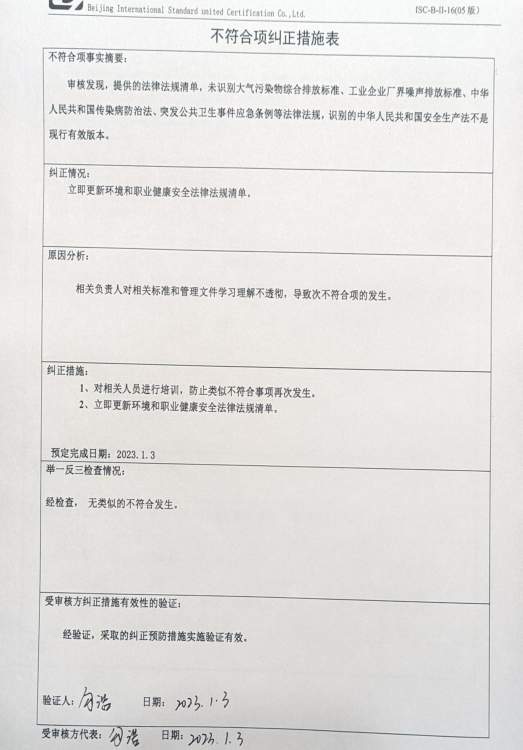 Beijing International Standard united Certification Co.,Ltd.
ISC-B-II-16(05 版)
不符合项纠正措施表
不符合项事实摘要:
审核发现，提供的法律法规清单，未识别大气污染物综合排放标准、工业企业厂界噪声排放标准、中华
人民共和国传染病防治法、突发公共卫生事件应急条例等法律法规，识别的中华人民共和国安全生产法不是
现行有效版本。
纠正情况:
立即更新环境和职业健康安全法律法规清单。
原因分析:
相关负责人对相关标准和管理文件学习理解不透彻，导致次不符合项的发生。
纠正措施:
1、对相关人员进行培训，防止类似不符合事项再次发生。
2、立即更新环境和职业健康安全法律法规清单。
预定完成日期: 2023.1.3
举一反三检查情况:
经检查， 无类似的不符合发生。
受审核方纠正措施有效性的验证:
经验证，采取的纠正预防措施实施验证有效。
验证人: 日期: 2023.1.3
受审核方代表: 日期: 2023.1.3